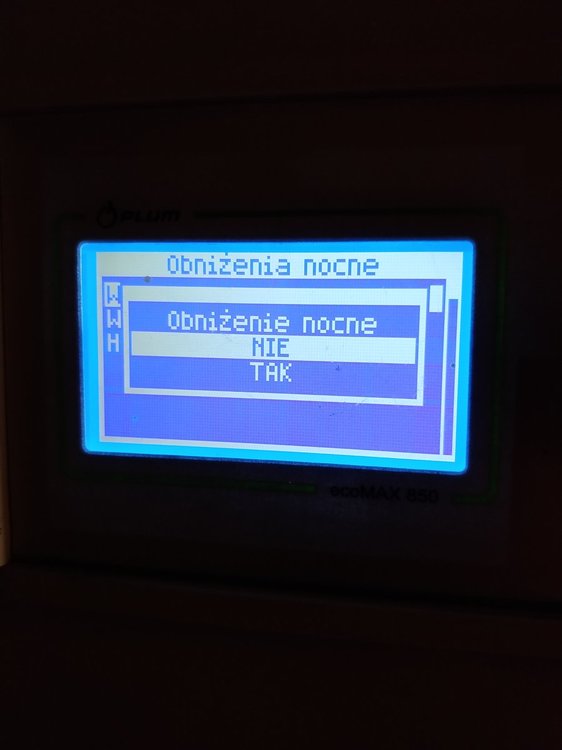 PLUM
Obniżenia nocne
W
Obniżenie nocne
W
NIE
H
TAK
ecoMAX 850